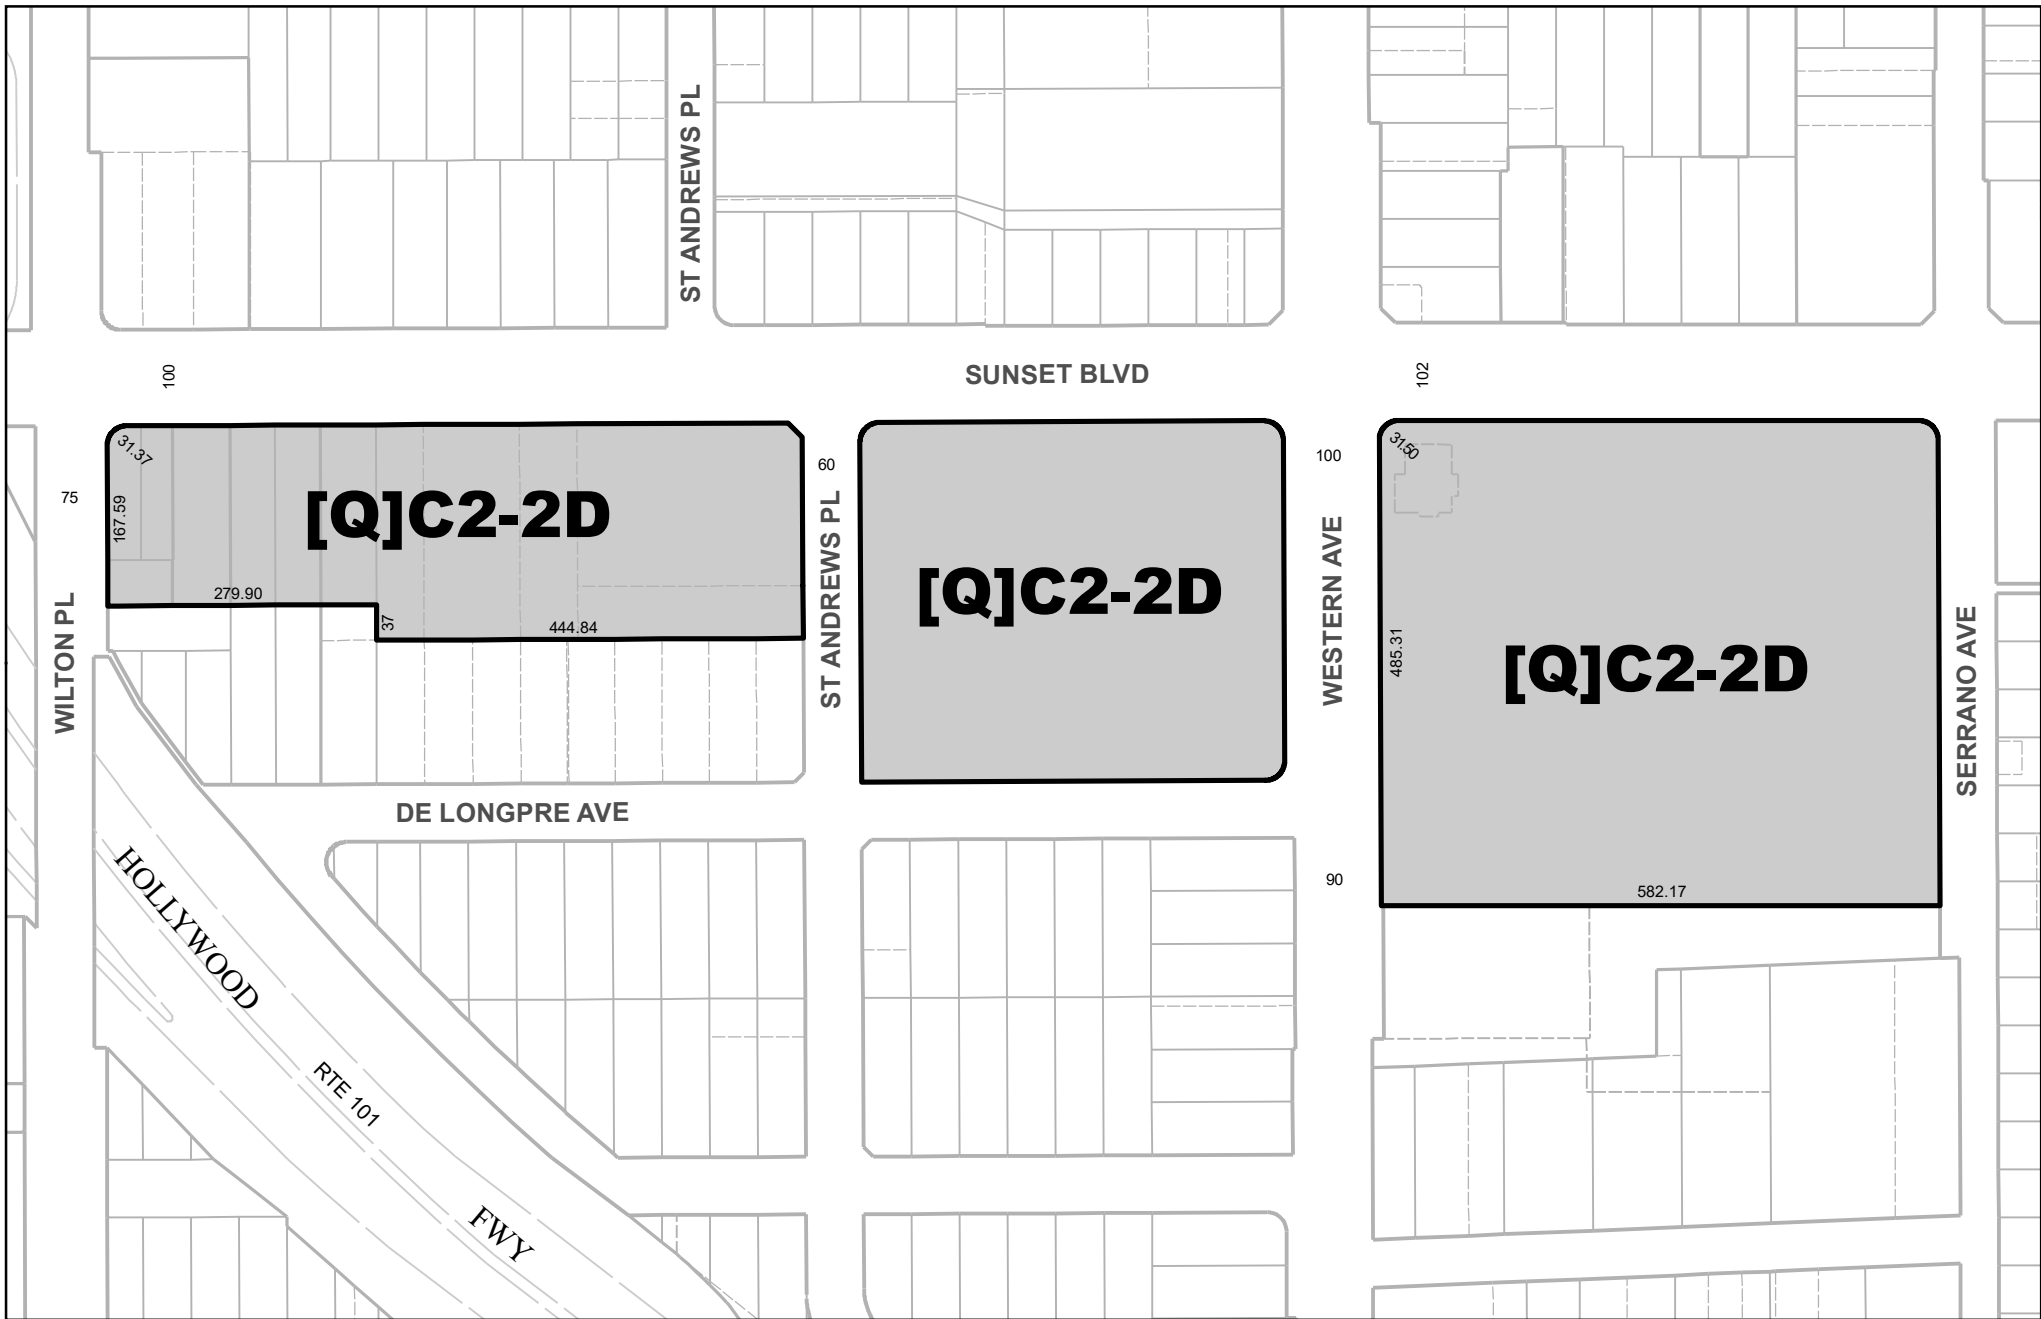 ST ANDREWS PL
100
SUNSET BLVD
102
31.37
167.59
[Q]C2-2D
279.90
37
444.84
75
WILTON PL
60
ST ANDREWS PL
[Q]C2-2D
100
WESTERN AVE
90
31.50
485.31
[Q]C2-2D
582.17
SERRANO AVE
DE LONGPRE AVE
HOLLYWOOD
RTE 101
FWY